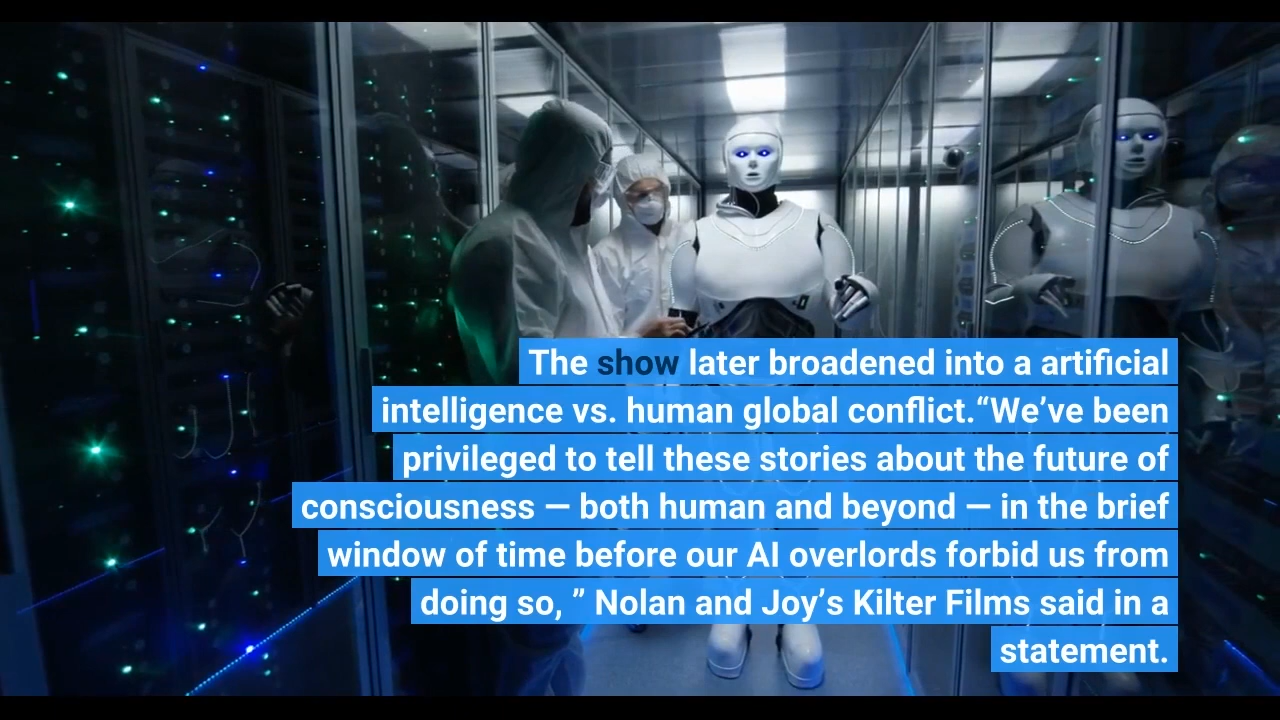 The show later broadened into a artificial
intelligence vs. human global conflict.“We’ve been
privileged to tell these stories about the future of
consciousness — both human and beyond — in the brief
window of time before our AI overlords forbid us from
doing so, ” Nolan and Joy’s Kilter Films said in a
statement.